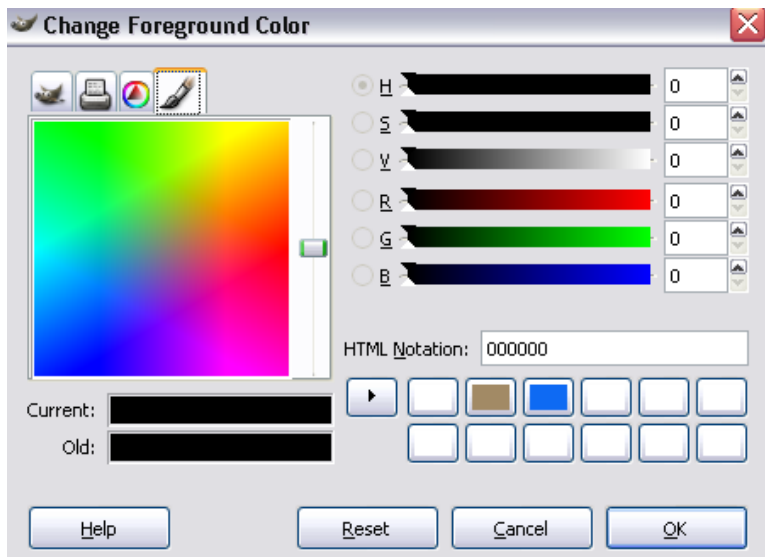 Change Foreground Color
H 0
S 0
V 0
R 0
G 0
B 0
HTML Notation: 000000
Current:
Old:
Help Reset Cancel OK